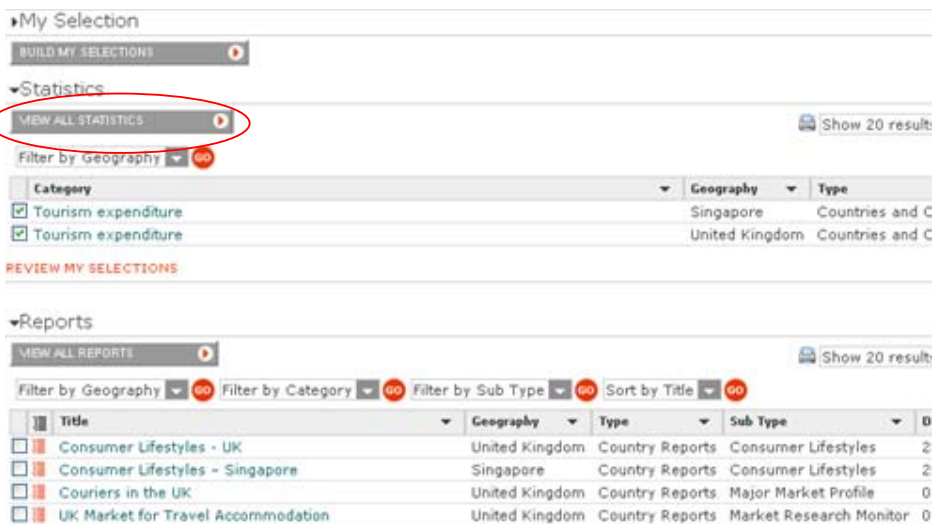 My Selection
BUILD MY SELECTIONS
Statistics
VIEW ALL STATISTICS
Show 20 results
Filter by Geography GO
Category Geography Type
Tourism expenditure Singapore Countries and C
Tourism expenditure United Kingdom Countries and C
REVIEW MY SELECTIONS
Reports
VIEW ALL REPORTS
Show 20 results
Filter by Geography GO Filter by Category GO Filter by Sub Type GO Sort by Title GO
Title Geography Type Sub Type D
Consumer Lifestyles - UK United Kingdom Country Reports Consumer Lifestyles 2
Consumer Lifestyles - Singapore Singapore Country Reports Consumer Lifestyles 2
Couriers in the UK United Kingdom Country Reports Major Market Profile 0
UK Market for Travel Accommodation United Kingdom Country Reports Market Research Monitor 0